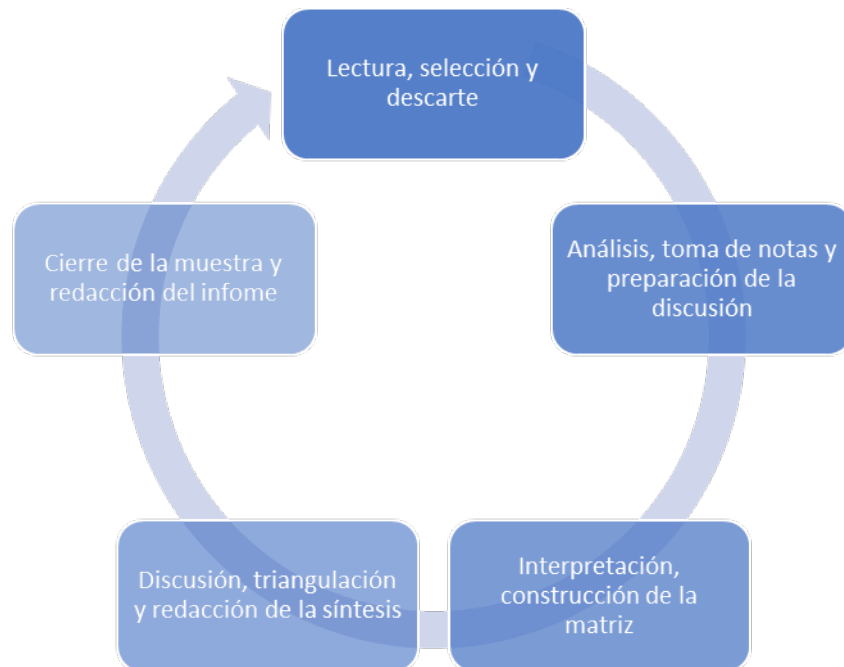 Lectura, selección y
descarte
Análisis, toma de notas y
preparación de la
discusión
Interpretación,
construcción de la
matriz
Discusión, triangulación
y redacción de la síntesis
Cierre de la muestra y
redacción del infome